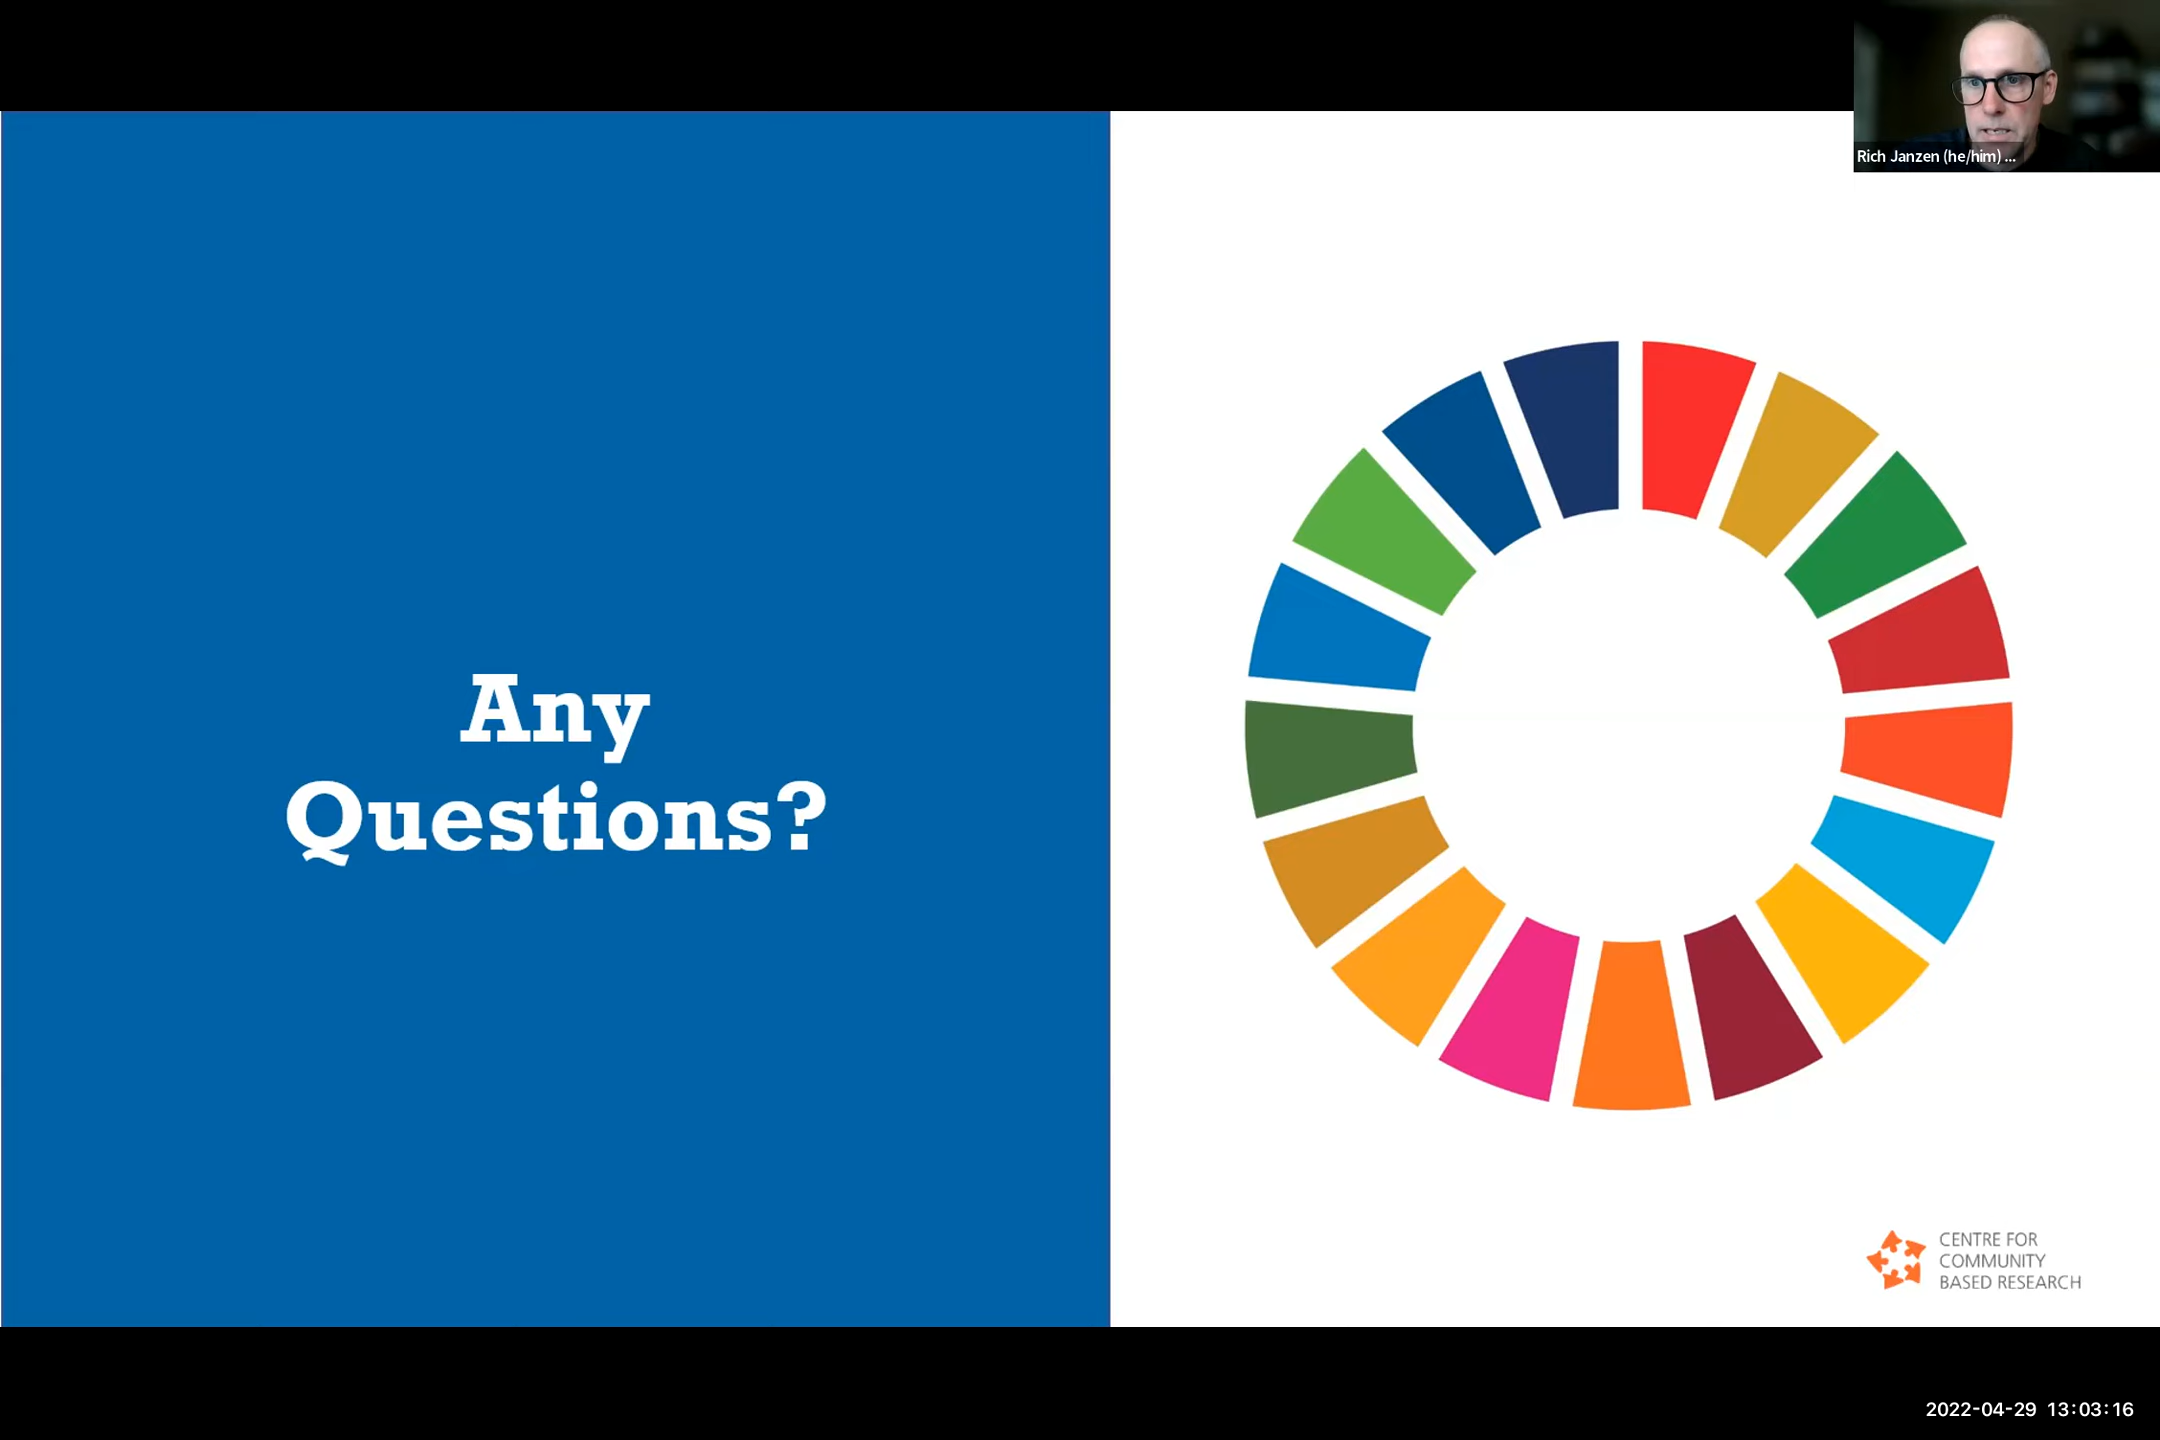 Rich Janzen (he/him) ...
Any
Questions?
CENTRE FOR
COMMUNITY
BASED RESEARCH
2022-04-29 13:03:16